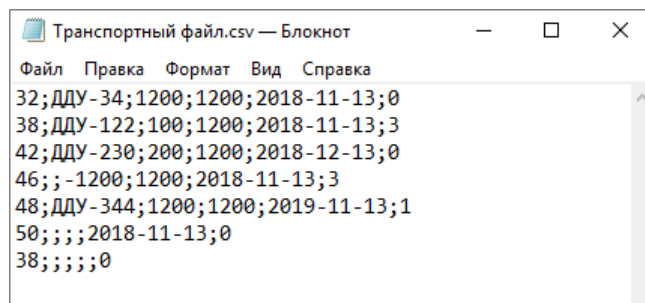 Транспортный файл.csv — Блокнот
Файл Правка Формат Вид Справка
32;ДДУ-34;1200;1200;2018-11-13;0
38;ДДУ-122;100;1200;2018-11-13;3
42;ДДУ-230;200;1200;2018-12-13;0
46;;-1200;1200;2018-11-13;3
48;ДДУ-344;1200;1200;2019-11-13;1
50;;;;2018-11-13;0
38;;;;;0